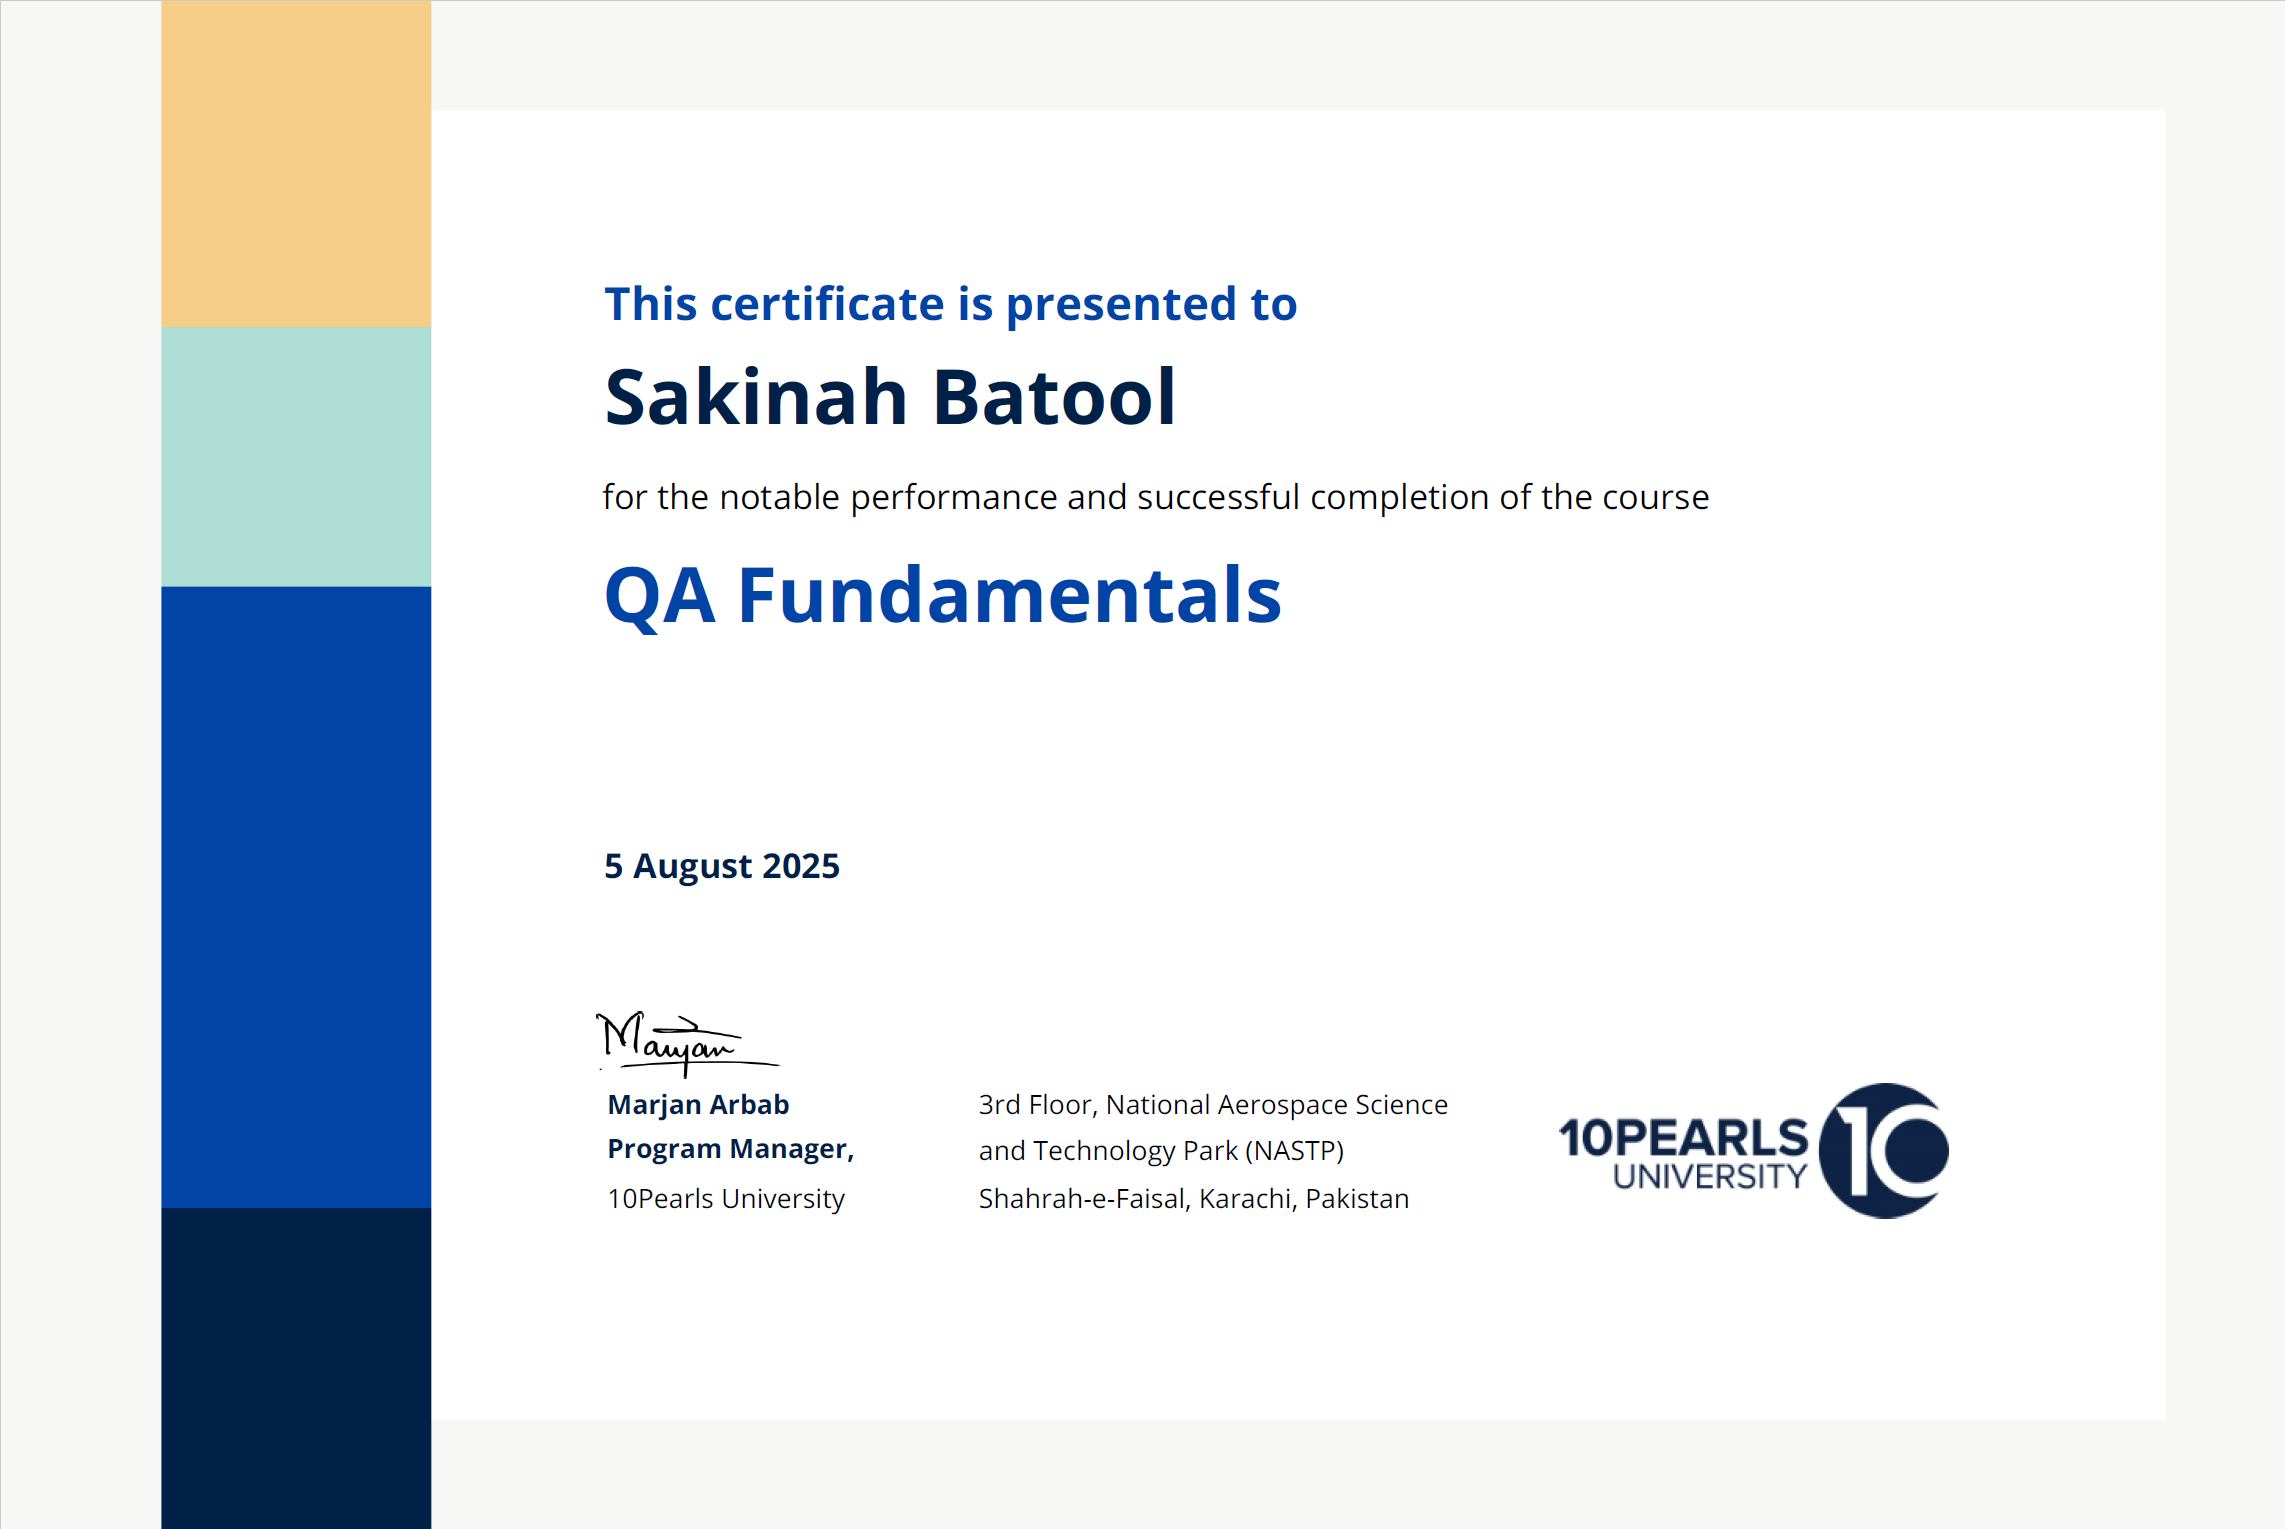 This certificate is presented to
Sakinah Batool
for the notable performance and successful completion of the course
QA Fundamentals
5 August 2025
Marjan
Marjan Arbab
Program Manager,
10Pearls University
3rd Floor, National Aerospace Science
and Technology Park (NASTP)
Shahrah-e-Faisal, Karachi, Pakistan
10PEARLS
UNIVERSITY
10